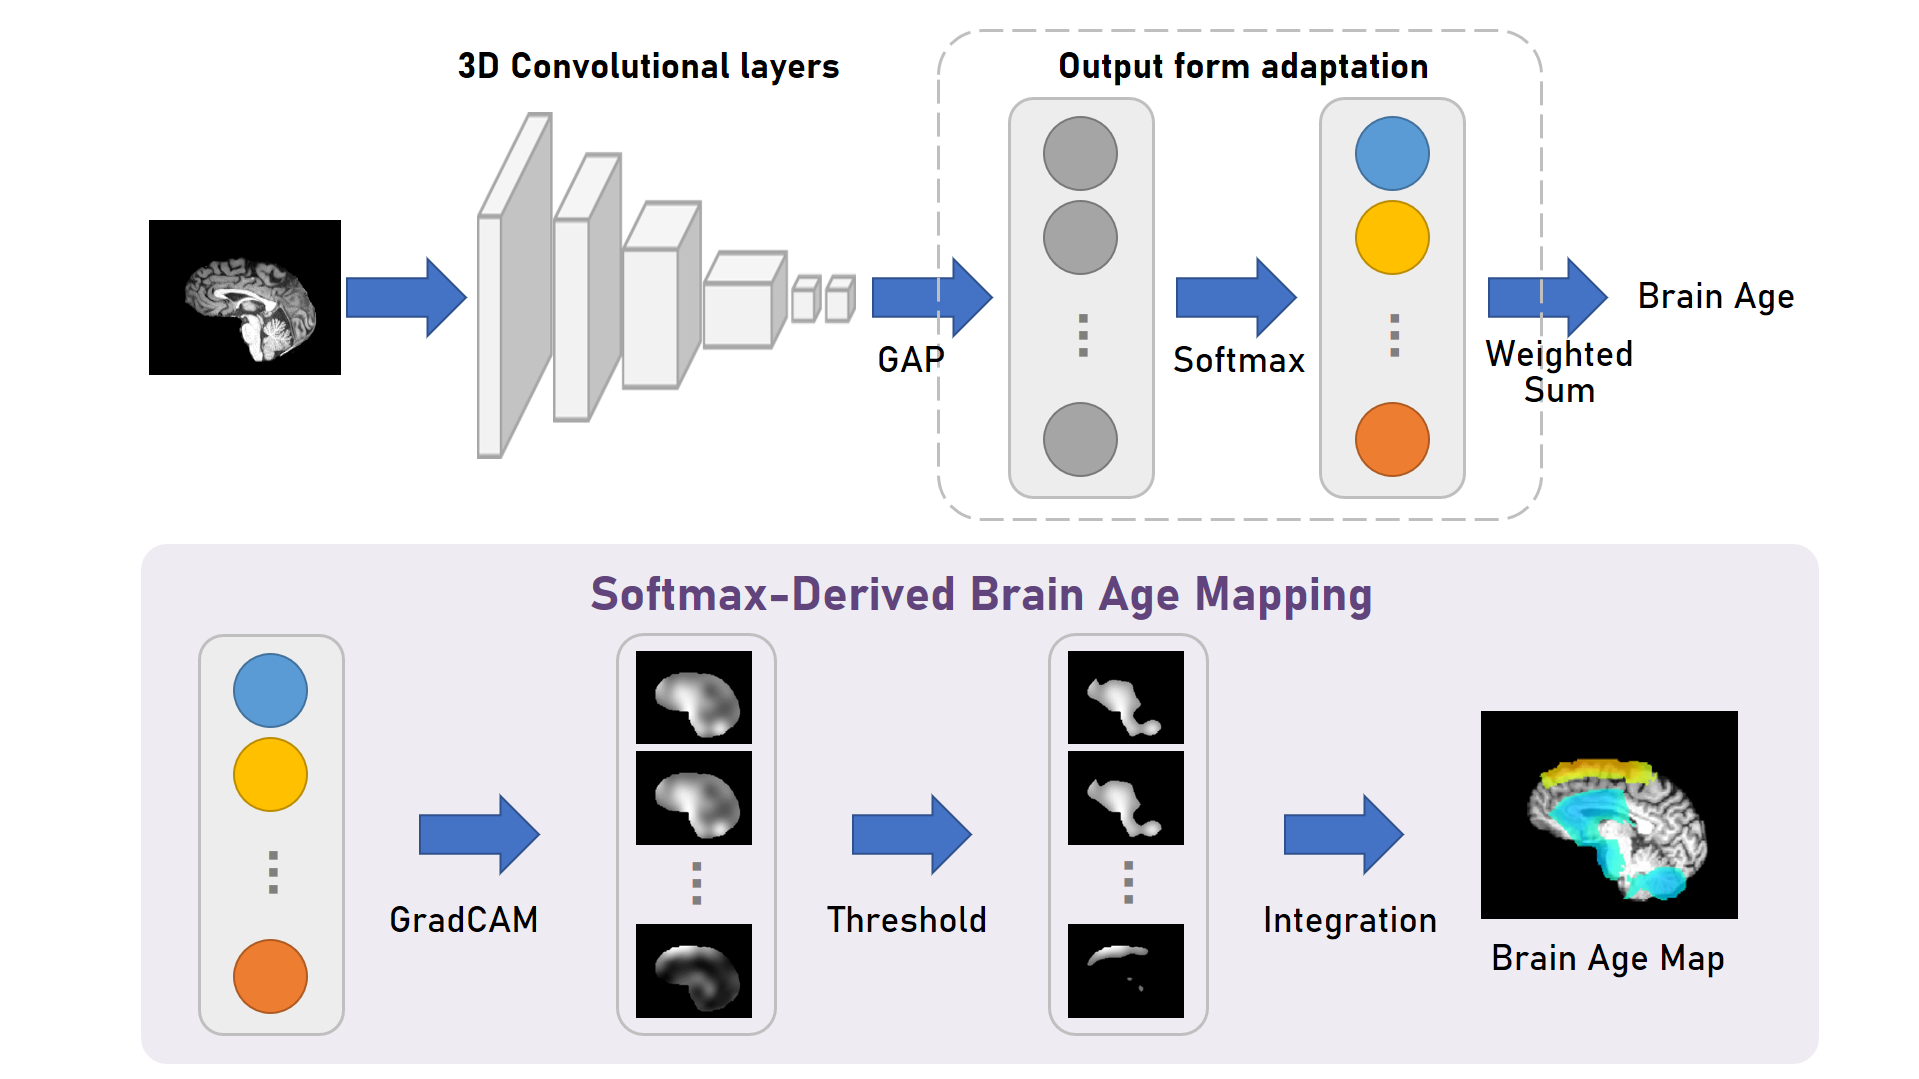 3D Convolutional layers
Output form adaptation
GAP
Softmax
Weighted
Sum
Brain Age
Softmax-Derived Brain Age Mapping
GradCAM
Threshold
Integration
Brain Age Map